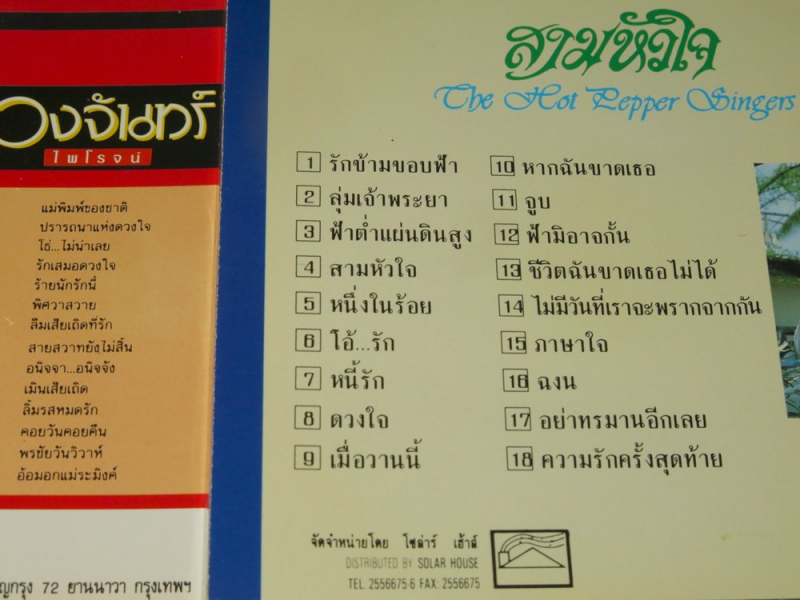 วงจันทร์
ไพโรจน์
แม่พิมพ์ของชาติ
ปรารถนาแห่งดวงใจ
โธ่...ไม่น่าเลย
รักเสมอดวงใจ
ร้ายนักรักนี่
พิศวาสวาย
ลืมเสียเถิดที่รัก
สายสวาทยังไม่สิ้น
อนิจจา...อนิจจัง
เมินเสียเถิด
ลิ้มรสหมดรัก
คอยวันคอยคืน
พรชัยวันวิวาห์
อ้อมอกแม่ระมิงค์
72 ยานนาวา กรุงเทพฯ
สามหัวใจ
The Hot Pepper Singers
1 รักข้ามขอบฟ้า
2 ลุ่มเจ้าพระยา
3 ฟ้าต่ำแผ่นดินสูง
4 สามหัวใจ
5 หนึ่งในร้อย
6 โอ้...รัก
7 หนี้รัก
8 ดวงใจ
9 เมื่อวานนี้
10 หากฉันขาดเธอ
11 จูบ
12 ฟ้ามิอาจกั้น
13 ชีวิตฉันขาดเธอไม่ได้
14 ไม่มีวันที่เราจะพรากจากกัน
15 ภาษาใจ
16 ฉงน
17 อย่าทรมานอีกเลย
18 ความรักครั้งสุดท้าย
จัดจำหน่ายโดย โซล่าร์ เฮ้าส์
DISTRIBUTED BY SOLAR HOUSE
TEL. 2556675-6 FAX: 2556675